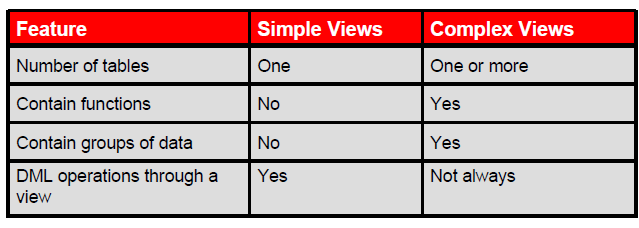 Feature Simple Views Complex Views
Number of tables One One or more
Contain functions No Yes
Contain groups of data No Yes
DML operations through a Yes Not always
view